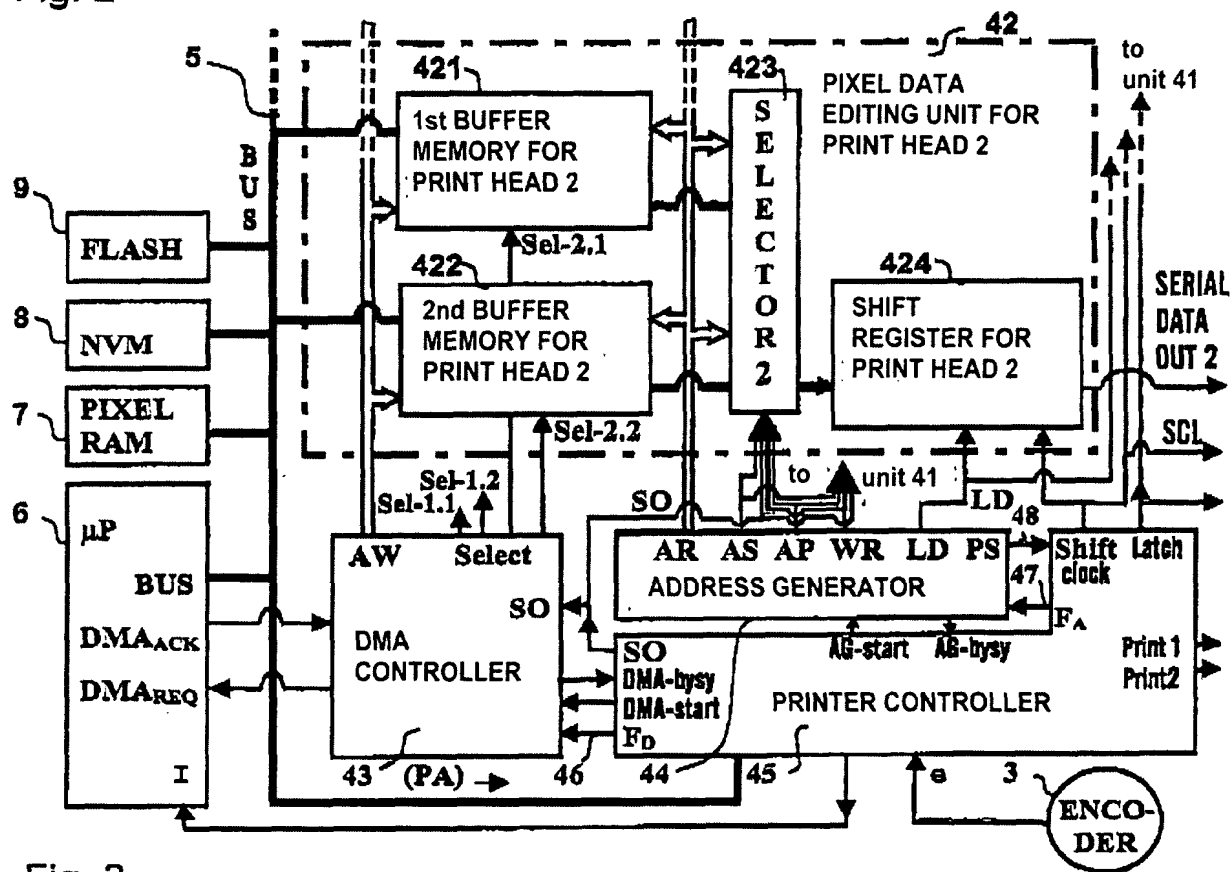 42
5
421
423
to
unit 41
1st BUFFER
MEMORY FOR
PRINT HEAD 2
SELECTOR 2
PIXEL DATA
EDITING UNIT FOR
PRINT HEAD 2
BUS
9
FLASH
Sel-2.1
422
424
8
NVM
2nd BUFFER
MEMORY FOR
PRINT HEAD 2
SHIFT
REGISTER FOR
PRINT HEAD 2
SERIAL
DATA
OUT 2
7
PIXEL
RAM
Sel-2.2
SCL
6
µP
Sel-1.1
Sel-1.2
SO
to unit 41
LD
48
AW
Select
AR AS AP WR LD PS
Shift
clock
Latch
BUS
SO
ADDRESS GENERATOR
47
FA
DMAACK
DMA
CONTROLLER
AG-start
AG-bysy
Print 1
Print2
SO
DMA-bysy
DMAREQ
DMA-start
PRINTER CONTROLLER
FD
I
43
(PA)
46
44
45
e
3
ENCO-
DER